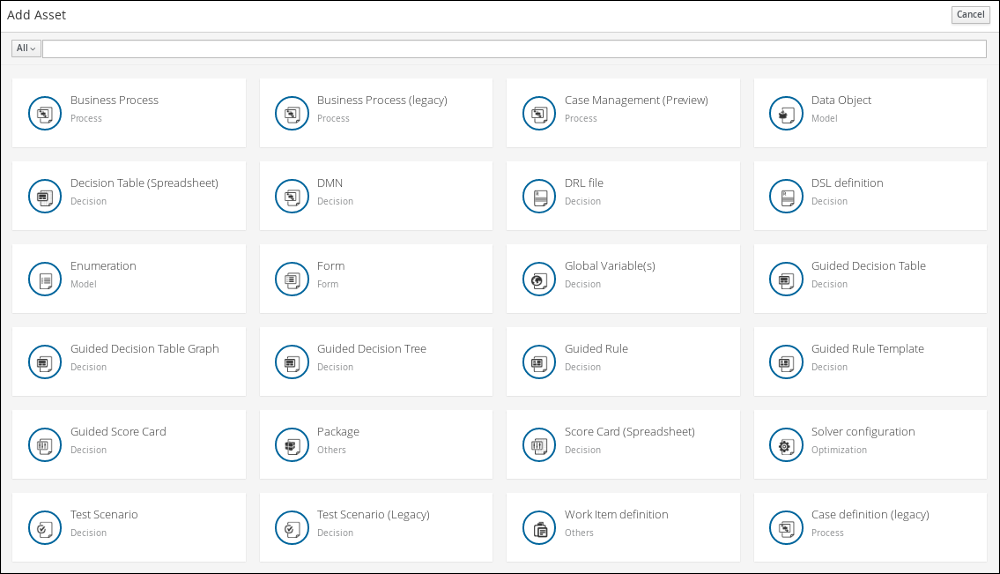 Add Asset
Cancel
All
Business Process
Process
Business Process (legacy)
Process
Case Management (Preview)
Process
Data Object
Model
Decision Table (Spreadsheet)
Decision
DMN
Decision
DRL file
Decision
DSL definition
Decision
Enumeration
Model
Form
Form
Global Variable(s)
Decision
Guided Decision Table
Decision
Guided Decision Table Graph
Decision
Guided Decision Tree
Decision
Guided Rule
Decision
Guided Rule Template
Decision
Guided Score Card
Decision
Package
Others
Score Card (Spreadsheet)
Decision
Solver configuration
Optimization
Test Scenario
Decision
Test Scenario (Legacy)
Decision
Work Item definition
Others
Case definition (legacy)
Process